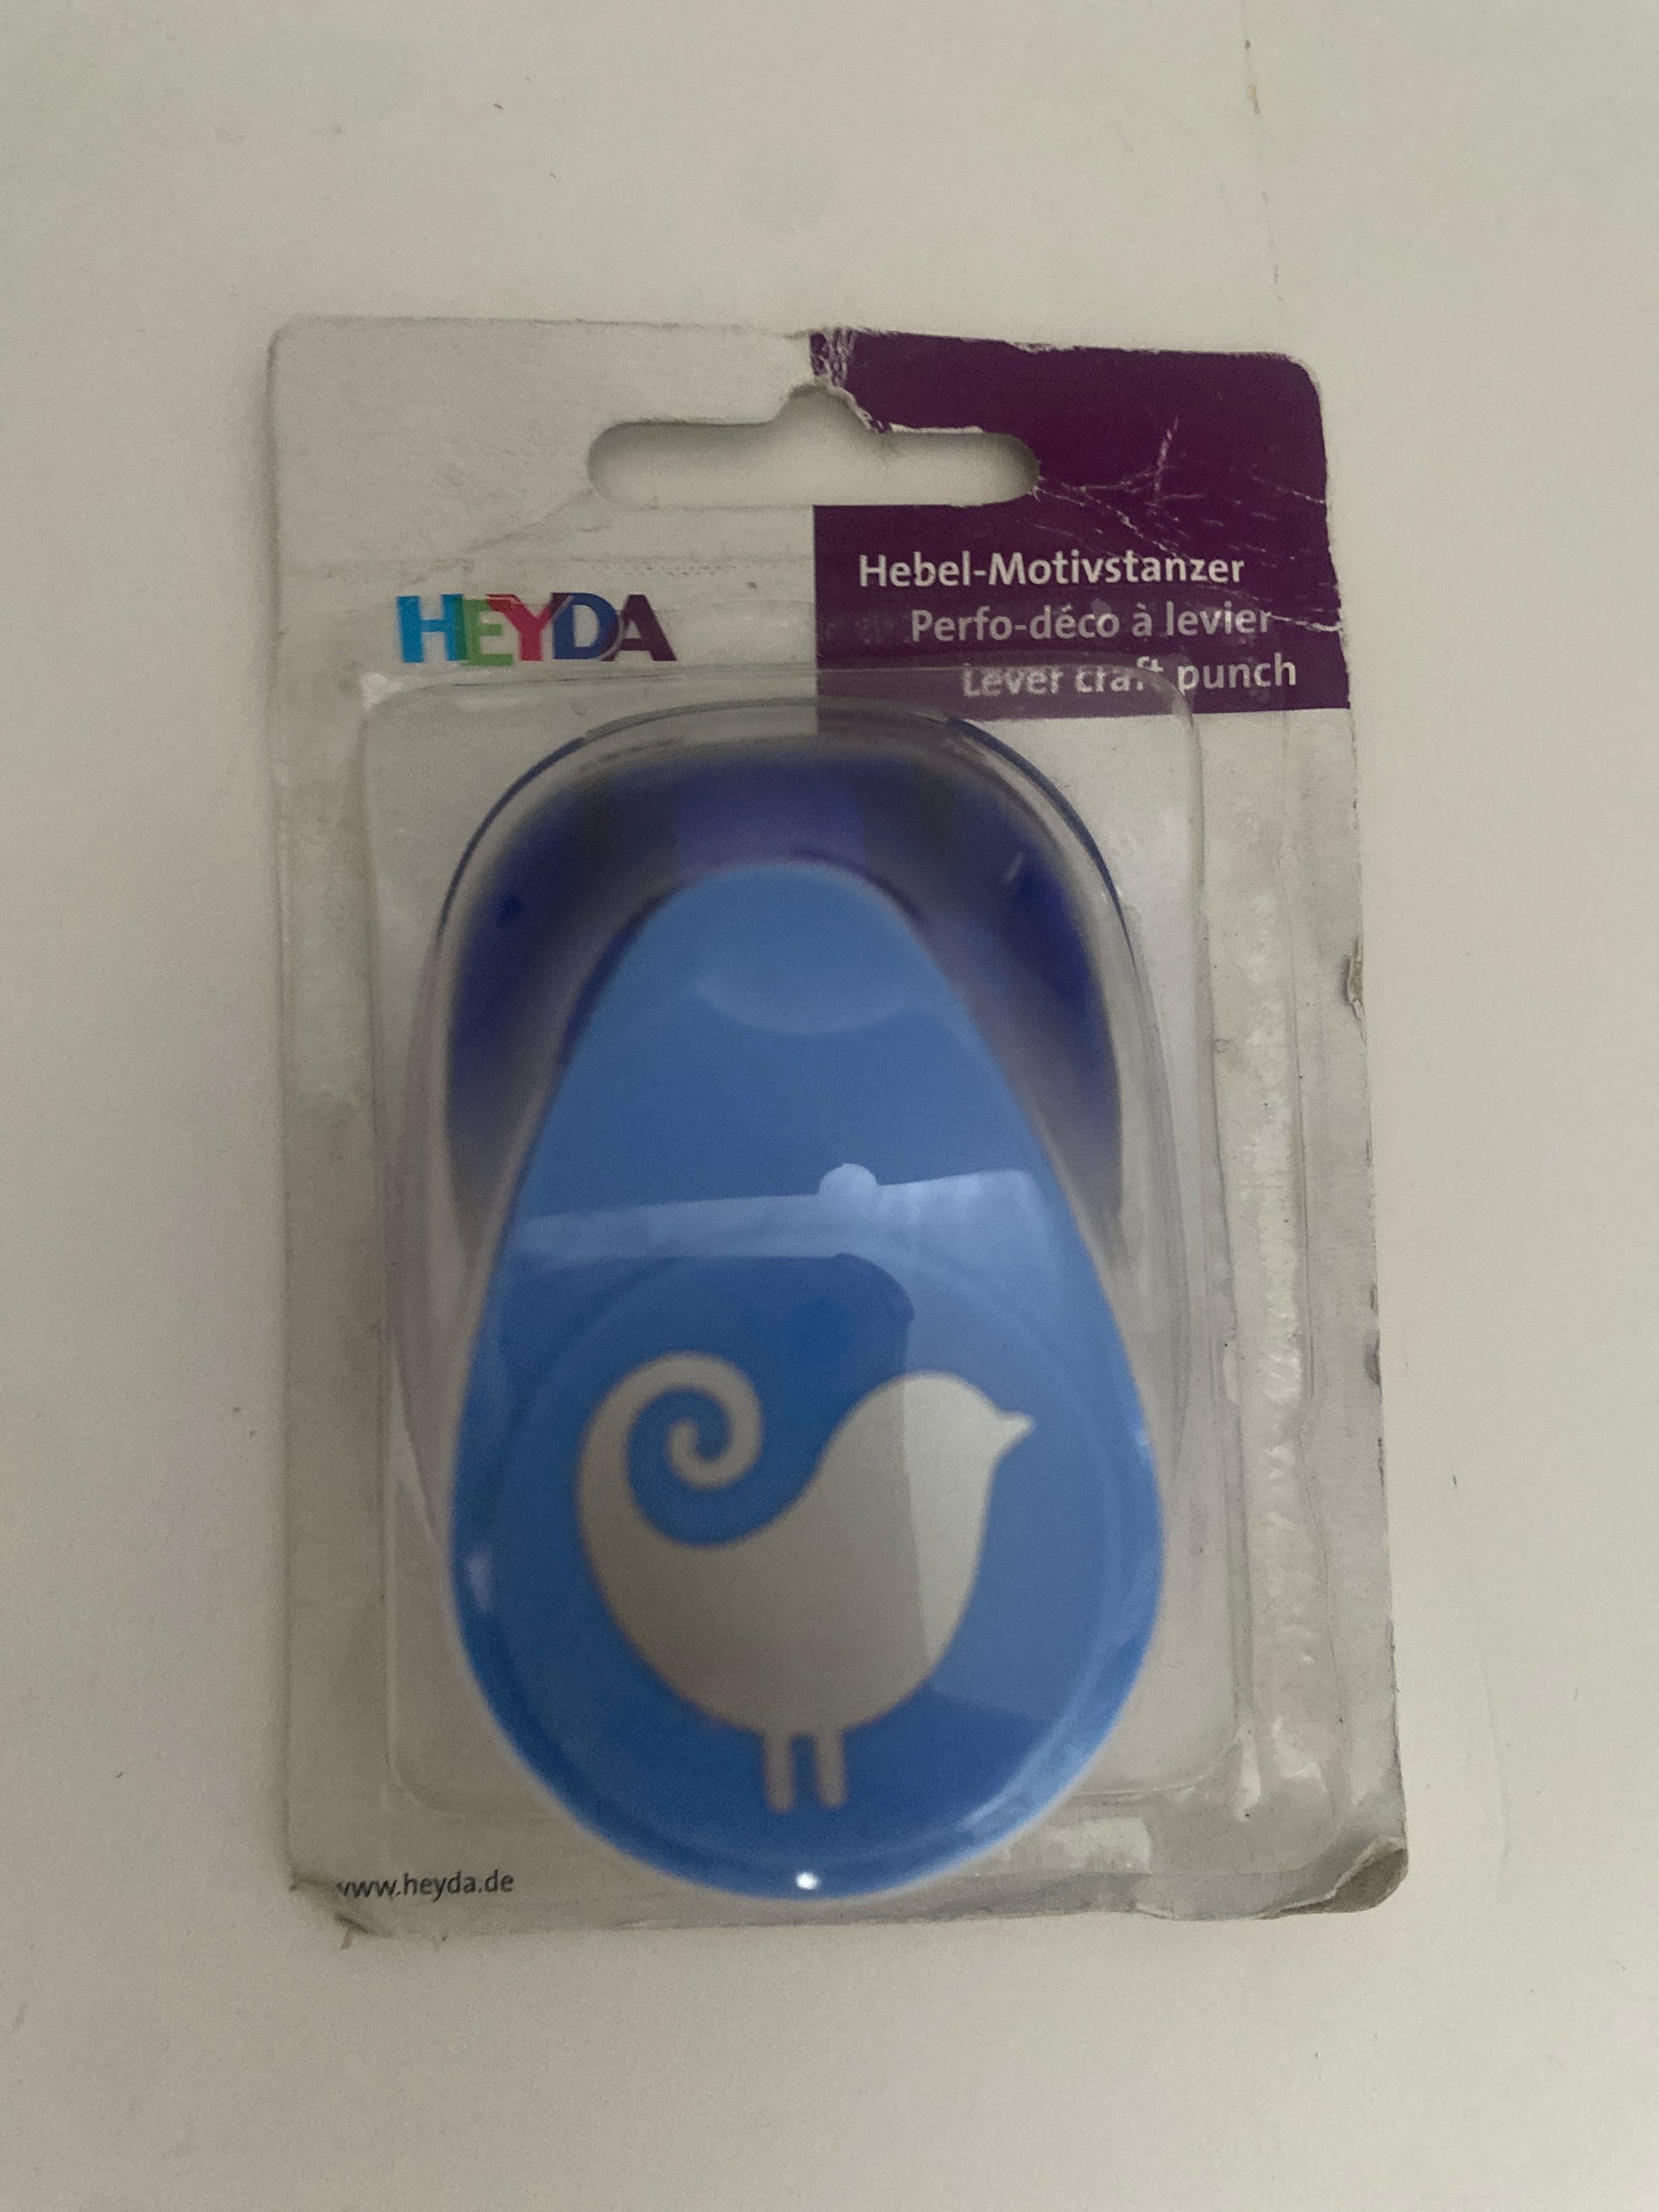 HEYDA
Hebel-Motivstanzer
Perfo-déco à levier
Lever craft punch
www.heyda.de